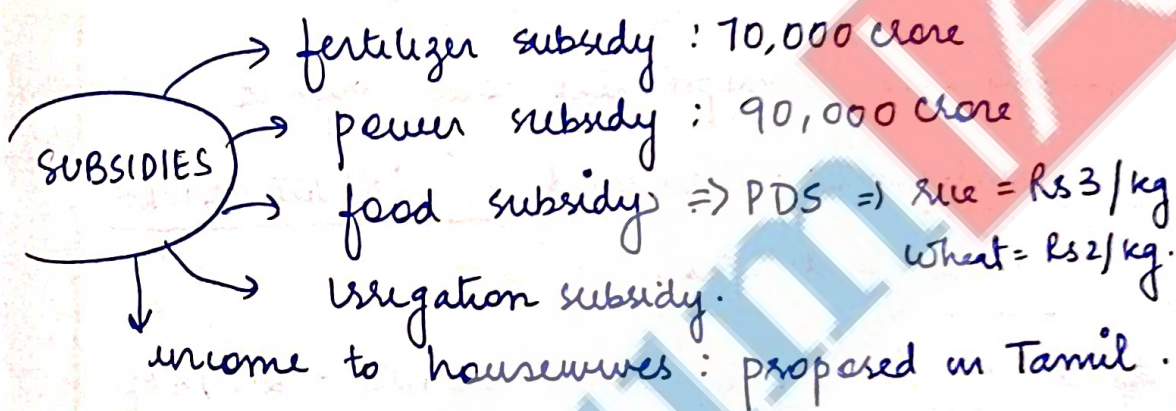 fertilizer subsidy : 70,000 crore
power subsidy : 90,000 crore
SUBSIDIES
food subsidy => PDS => rice = Rs 3/kg
wheat = Rs 2/kg.
irrigation subsidy.
income to housewives : proposed in Tamil.